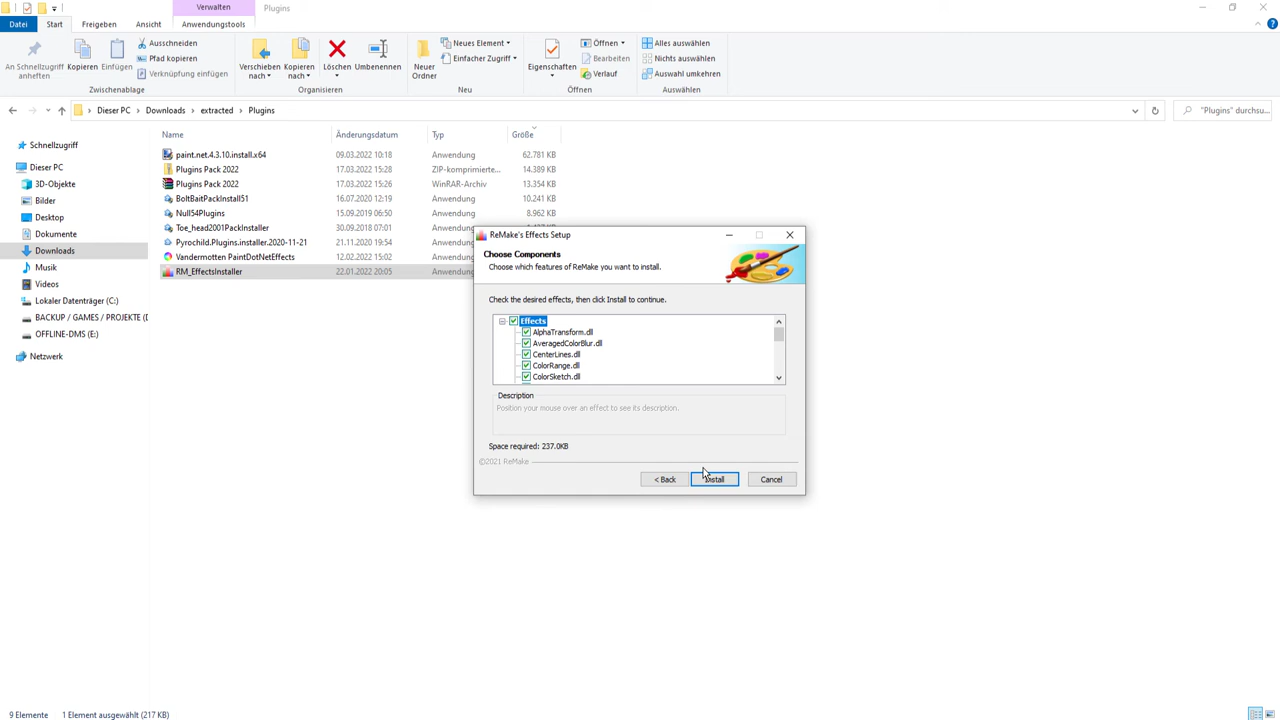 Verwalten
Plugins
Datei
Start
Freigeben
Ansicht
Anwendungstools
An Schnellzugriff anheften
Kopieren
Einfügen
Ausschneiden
Pfad kopieren
Verknüpfung einfügen
Zwischenablage
Verschieben nach
Kopieren nach
Löschen
Umbenennen
Organisieren
Neuer Ordner
Neues Element
Einfacher Zugriff
Neu
Eigenschaften
Öffnen
Bearbeiten
Verlauf
Öffnen
Alles auswählen
Nichts auswählen
Auswahl umkehren
Auswählen
Dieser PC > Downloads > extracted > Plugins
"Plugins" durchsu...
Schnellzugriff
Dieser PC
3D-Objekte
Bilder
Desktop
Dokumente
Downloads
Musik
Videos
Lokaler Datenträger (C:)
BACKUP / GAMES / PROJEKTE (D
OFFLINE-DMS (E:)
Netzwerk
Name Änderungsdatum Typ Größe
paint.net.4.3.10.install.x64 09.03.2022 10:18 Anwendung 62.781 KB
Plugins Pack 2022 17.03.2022 15:28 ZIP-komprimierte... 14.389 KB
Plugins Pack 2022 17.03.2022 15:26 WinRAR-Archiv 13.354 KB
BoltBaitPackInstall51 16.07.2020 12:19 Anwendung 10.241 KB
Null54Plugins 15.09.2019 06:50 Anwendung 8.962 KB
Toe_head2001PackInstaller 30.09.2018 07:01 Anwendung
Pyrochild.Plugins.installer.2020-11-21 21.11.2020 19:54 Anwendung
Vandermotten PaintDotNetEffects 12.02.2022 15:02 Anwendung
RM_EffectsInstaller 22.01.2022 20:05 Anwendung
ReMake's Effects Setup
Choose Components
Choose which features of ReMake you want to install.
Check the desired effects, then click Install to continue.
Effects
AlphaTransform.dll
AveragedColorBlur.dll
CenterLines.dll
ColorRange.dll
ColorSketch.dll
Description
Position your mouse over an effect to see its description.
Space required: 237.0KB
©2021 ReMake
< Back
Install
Cancel
9 Elemente 1 Element ausgewählt (217 KB)